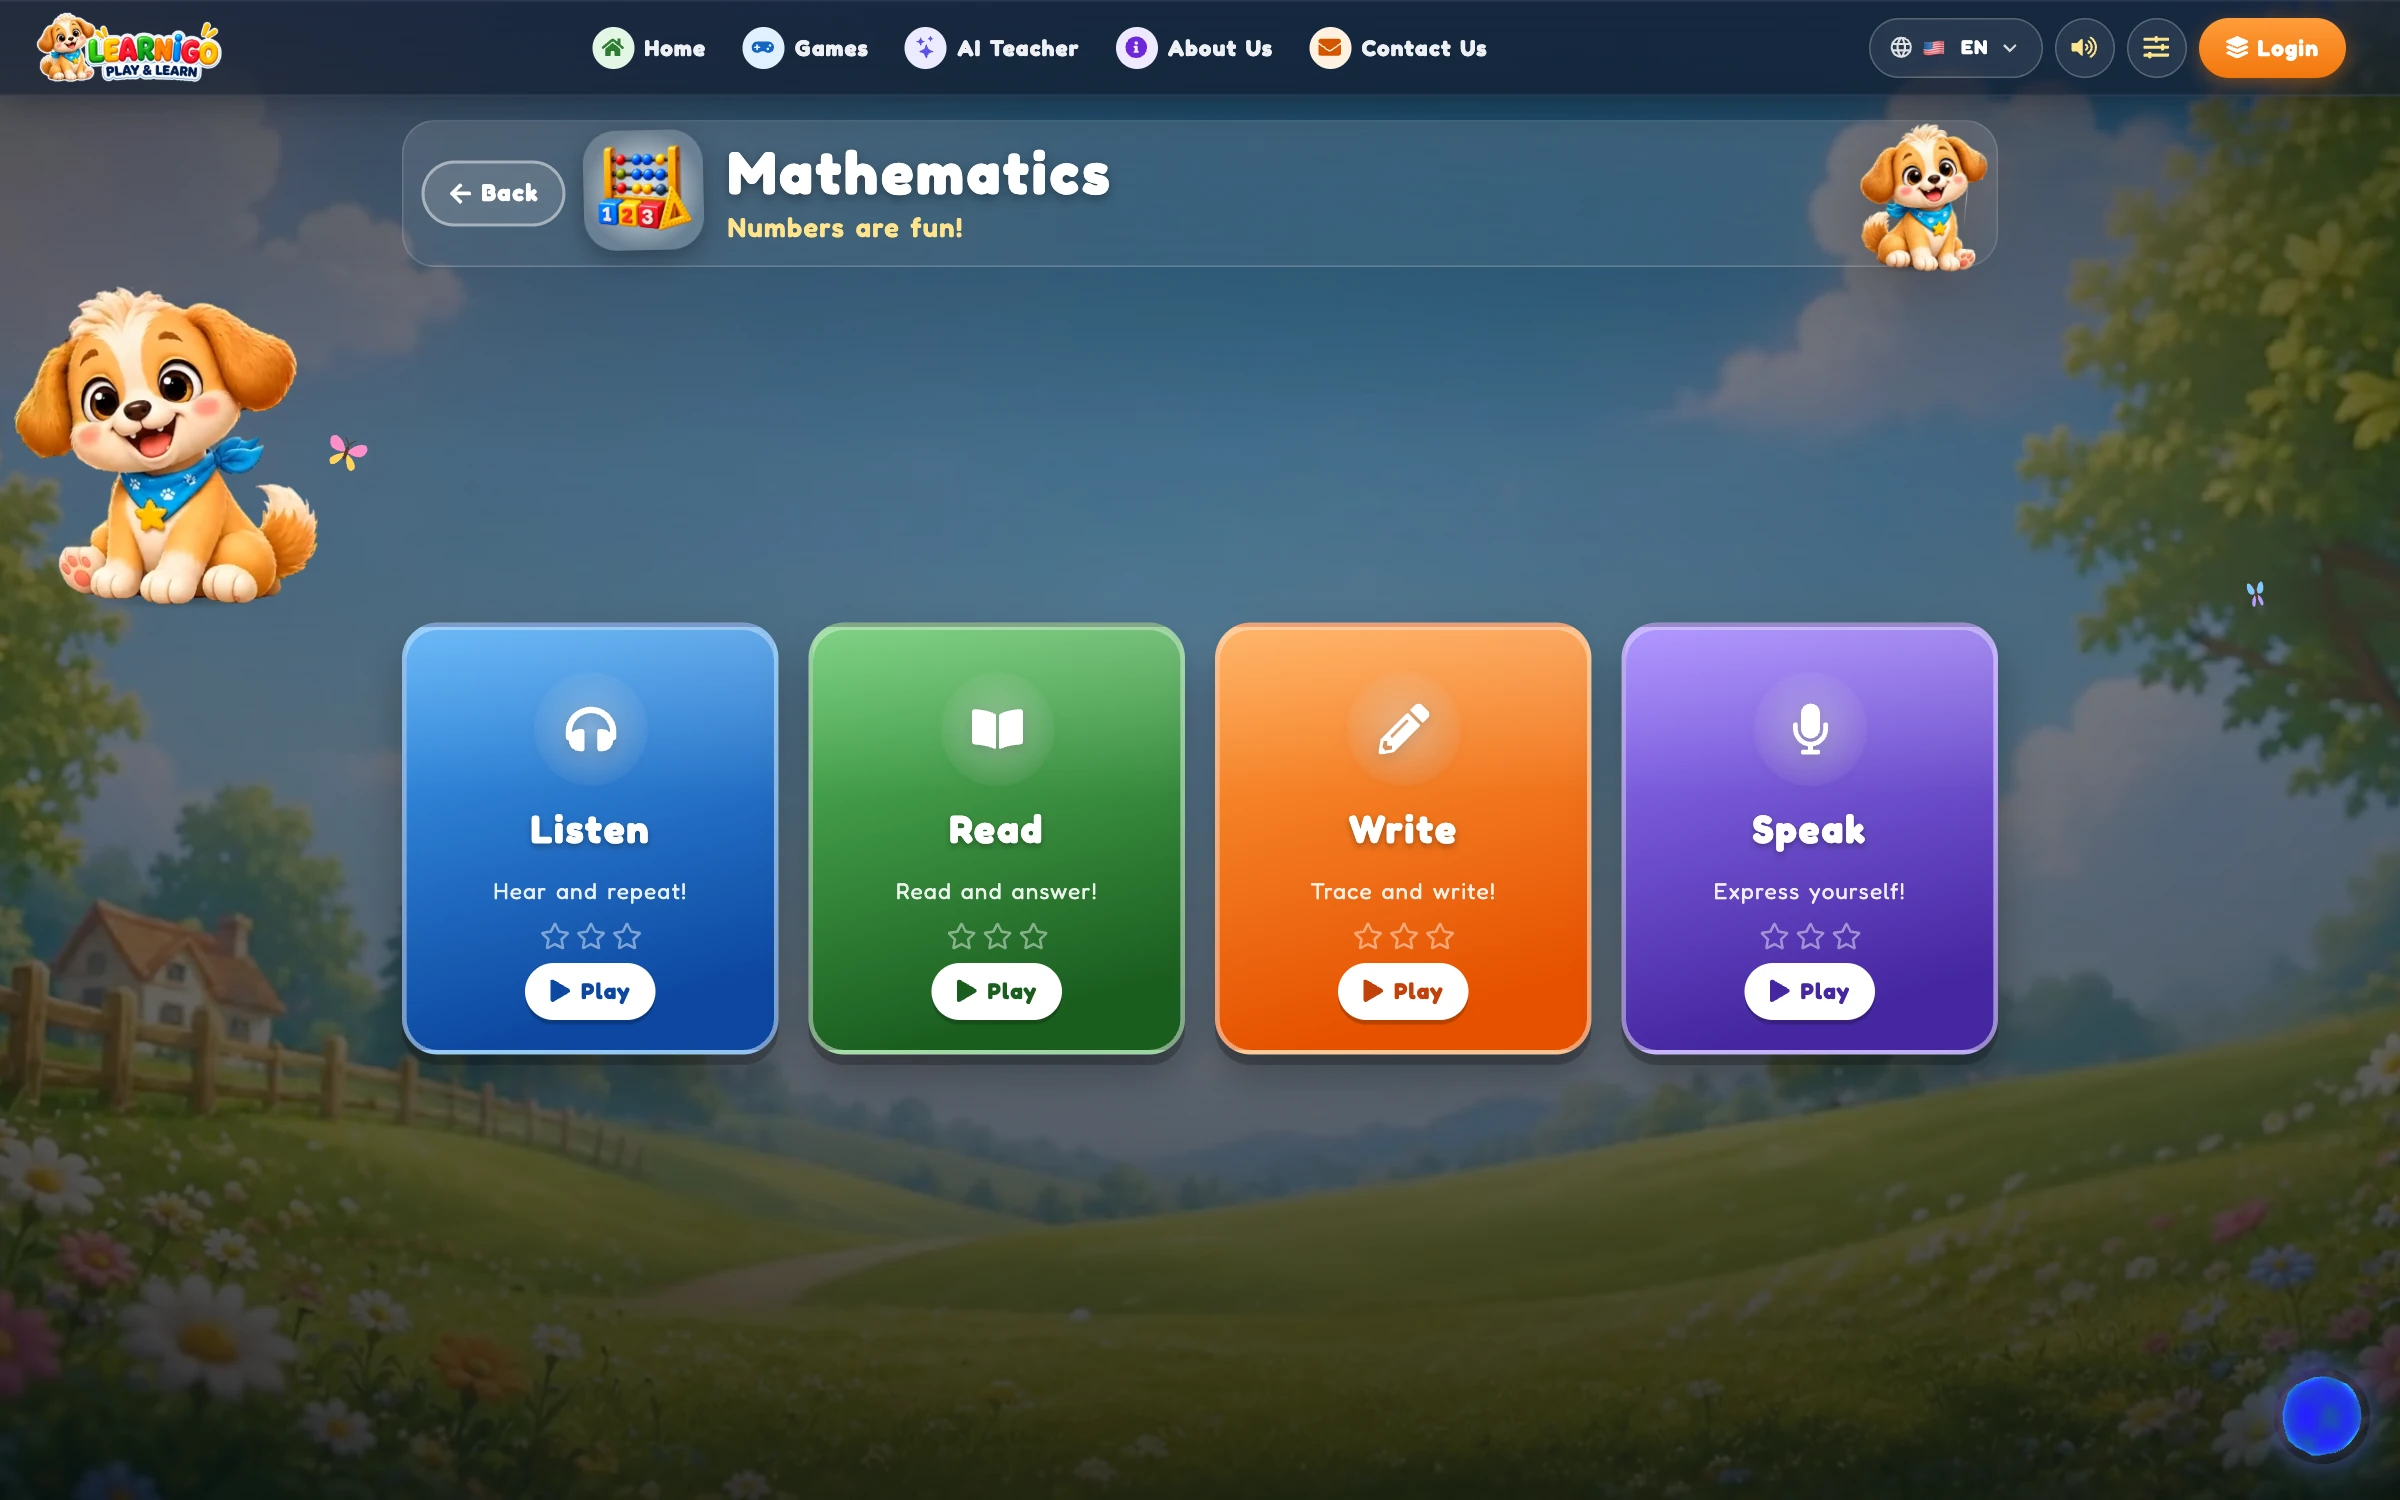 LEARNIGO
PLAY & LEARN
Home
Games
AI Teacher
About Us
Contact Us
EN
Login
Back
1 2 3
Mathematics
Numbers are fun!
Listen
Hear and repeat!
Play
Read
Read and answer!
Play
Write
Trace and write!
Play
Speak
Express yourself!
Play